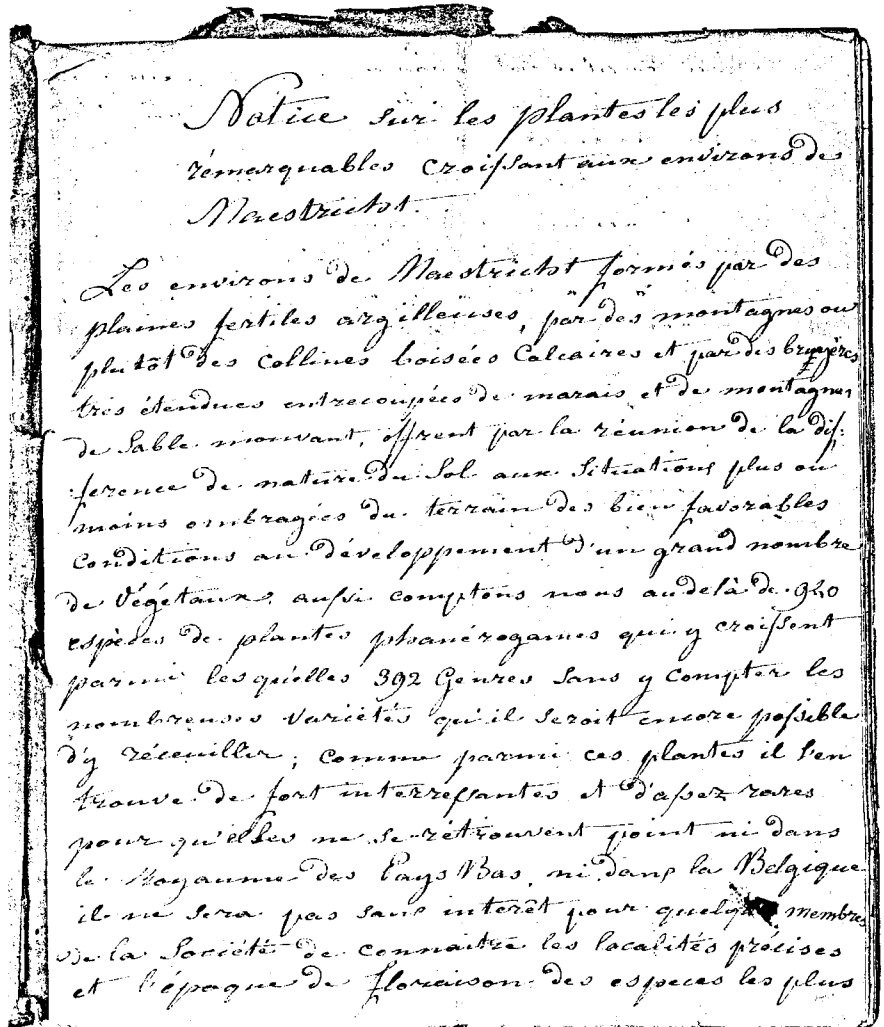 Notice sur les plantes les plus
rémarquables croissant aux environs de
Maestricht.
Les environs de Maestricht formés par des
plaines fertiles argilleuses, par des montagnes ou
plutôt des collines boisées Calcaires et par des bruyères
très étendues entrecoupées de marais et de montagnes
de Sable mouvant, offrent par la réunion de la dif:
:ference de nature du Sol aux Situations plus ou
moins ombragées du terrain des bien favorables
Conditions au développement d'un grand nombre
de Végétaux, aussi comptons nous au delà de 920
espèces de plantes phanérogames qui y croissent
parmi lesquelles 392 Genres sans y compter les
nombreuses Variétés qu'il seroit encore possible
d'y réceuiller; comme parmi ces plantes il s'en
trouve de fort interressantes et d'assez rares
pour qu'elles ne se rétrouvent point ni dans
le Royaume des Pays Bas, ni dans la Belgique
il ne sera pas sans interêt pour quelques membres
de la Société de connaitre les localités précises
et l'époque de floraison des especes les plus